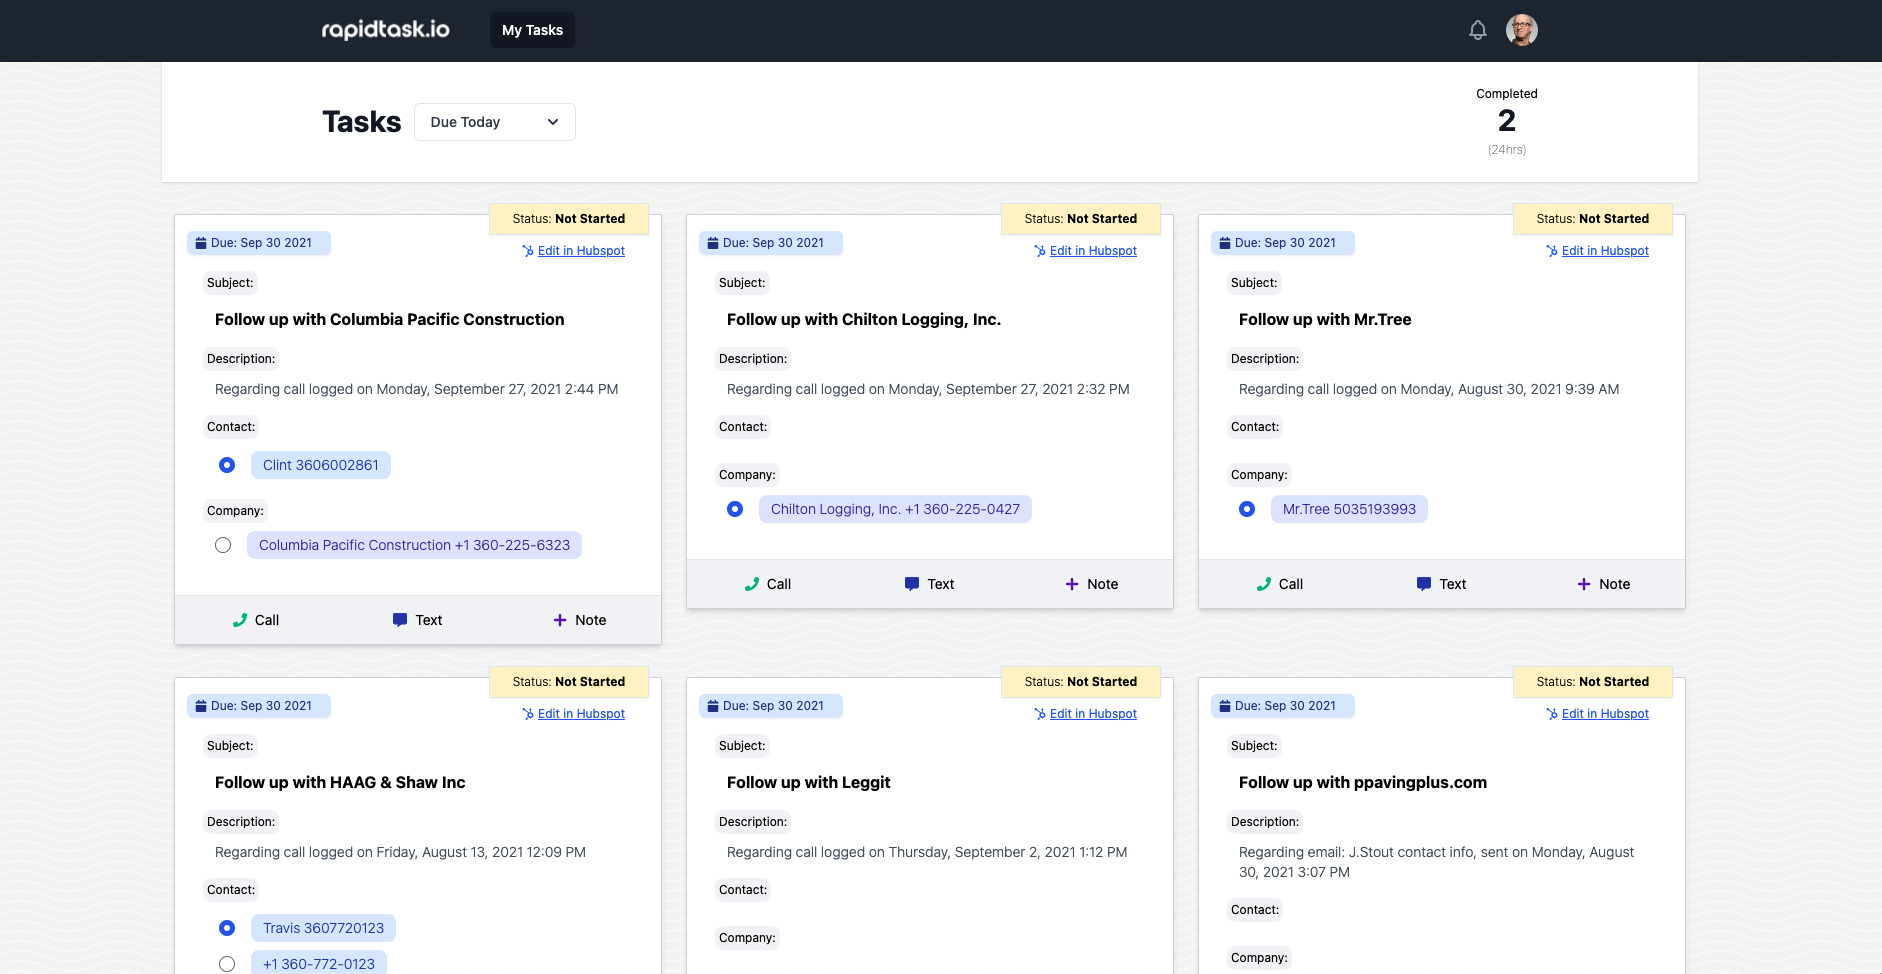 rapidtask.io
My Tasks
Tasks
Due Today
Completed
2
(24hrs)
Status: Not Started
Due: Sep 30 2021
Edit in Hubspot
Subject:
Follow up with Columbia Pacific Construction
Description:
Regarding call logged on Monday, September 27, 2021 2:44 PM
Contact:
Clint 3606002861
Company:
Columbia Pacific Construction +1 360-225-6323
Call
Text
Note
Status: Not Started
Due: Sep 30 2021
Edit in Hubspot
Subject:
Follow up with Chilton Logging, Inc.
Description:
Regarding call logged on Monday, September 27, 2021 2:32 PM
Contact:
Company:
Chilton Logging, Inc. +1 360-225-0427
Call
Text
Note
Status: Not Started
Due: Sep 30 2021
Edit in Hubspot
Subject:
Follow up with Mr.Tree
Description:
Regarding call logged on Monday, August 30, 2021 9:39 AM
Contact:
Company:
Mr.Tree 5035193993
Call
Text
Note
Status: Not Started
Due: Sep 30 2021
Edit in Hubspot
Subject:
Follow up with HAAG & Shaw Inc
Description:
Regarding call logged on Friday, August 13, 2021 12:09 PM
Contact:
Travis 3607720123
+1 360-772-0123
Status: Not Started
Due: Sep 30 2021
Edit in Hubspot
Subject:
Follow up with Leggit
Description:
Regarding call logged on Thursday, September 2, 2021 1:12 PM
Contact:
Company:
Status: Not Started
Due: Sep 30 2021
Edit in Hubspot
Subject:
Follow up with ppavingplus.com
Description:
Regarding email: J.Stout contact info, sent on Monday, August
30, 2021 3:07 PM
Contact:
Company: